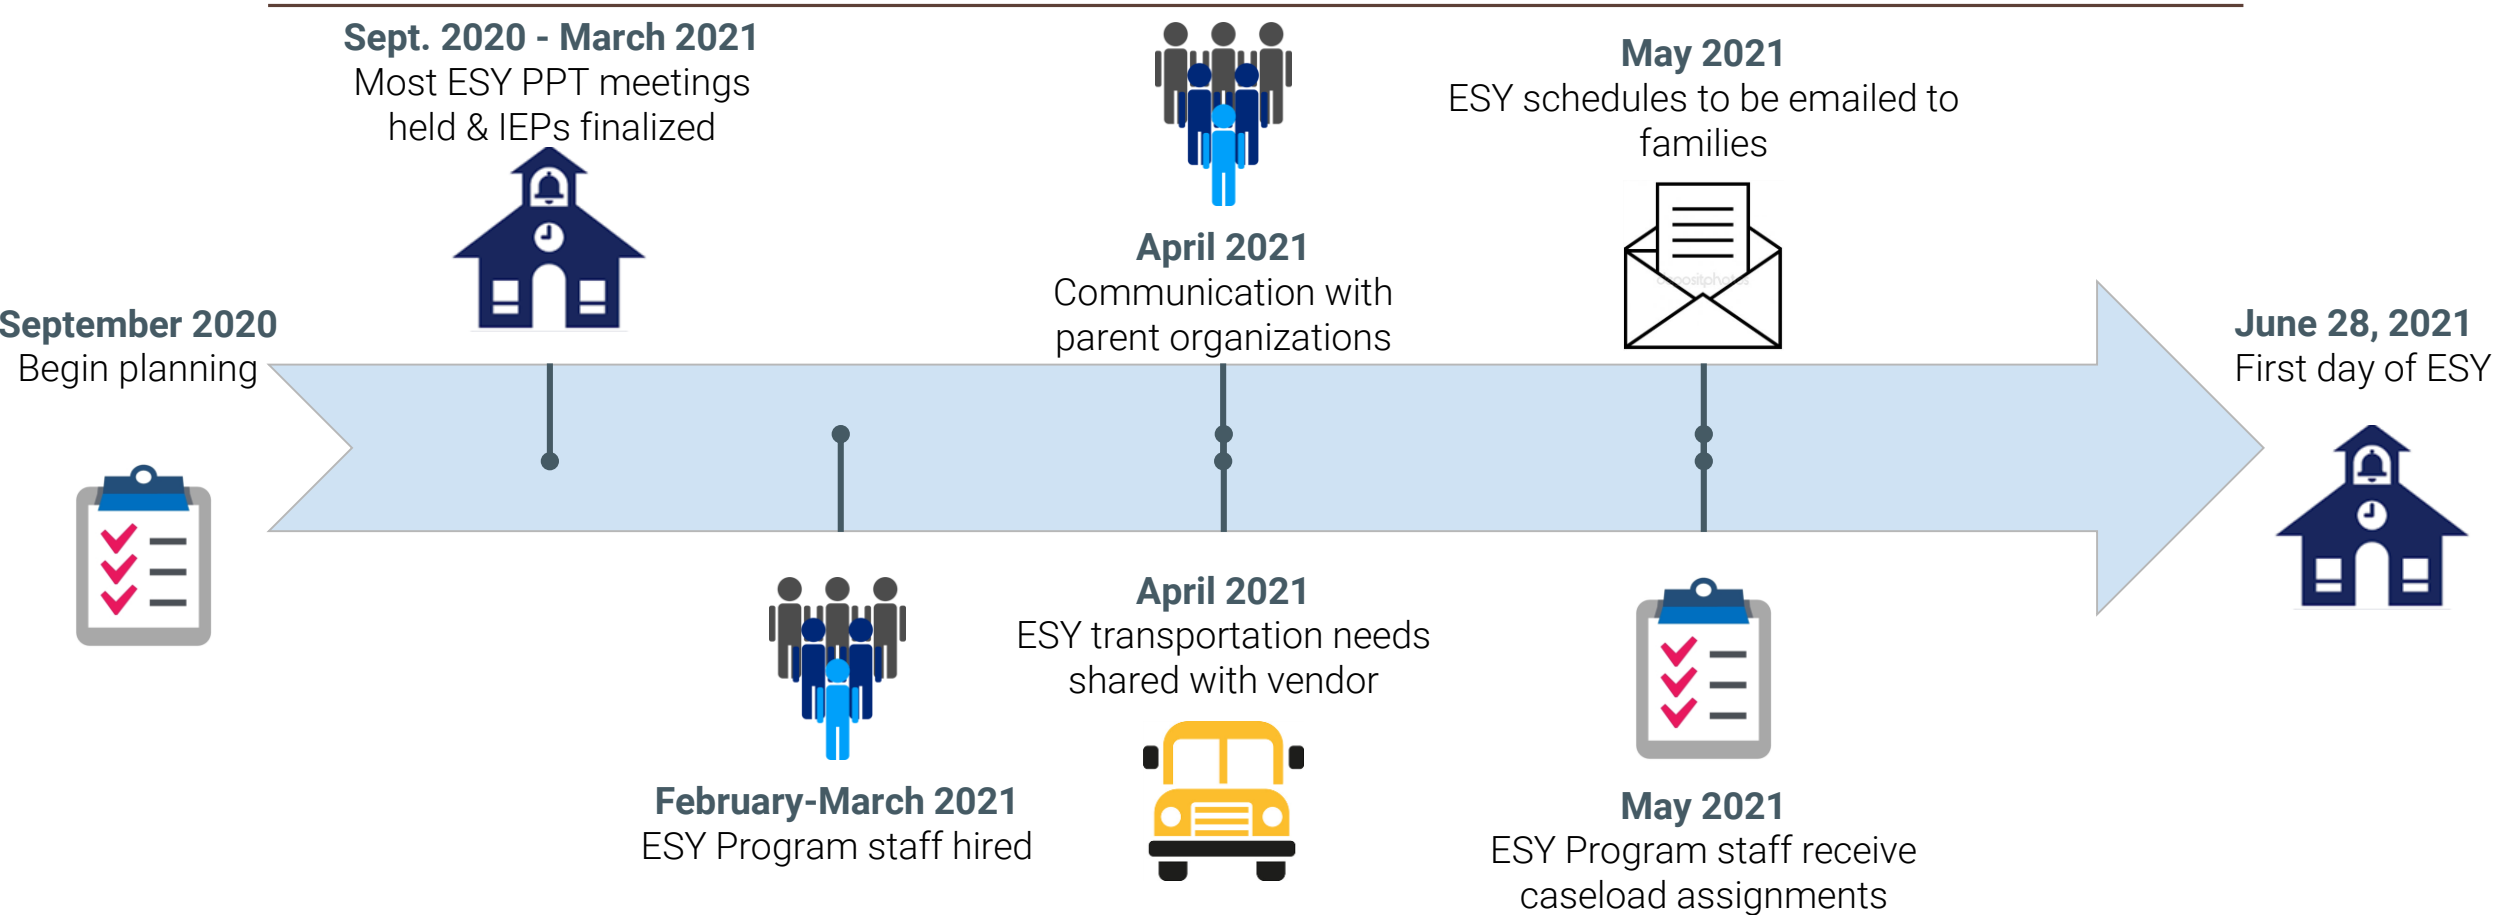 Sept. 2020 - March 2021
Most ESY PPT meetings
held & IEPs finalized
May 2021
ESY schedules to be emailed to
families
April 2021
Communication with
parent organizations
September 2020
Begin planning
June 28, 2021
First day of ESY
April 2021
ESY transportation needs
shared with vendor
February-March 2021
ESY Program staff hired
May 2021
ESY Program staff receive
caseload assignments